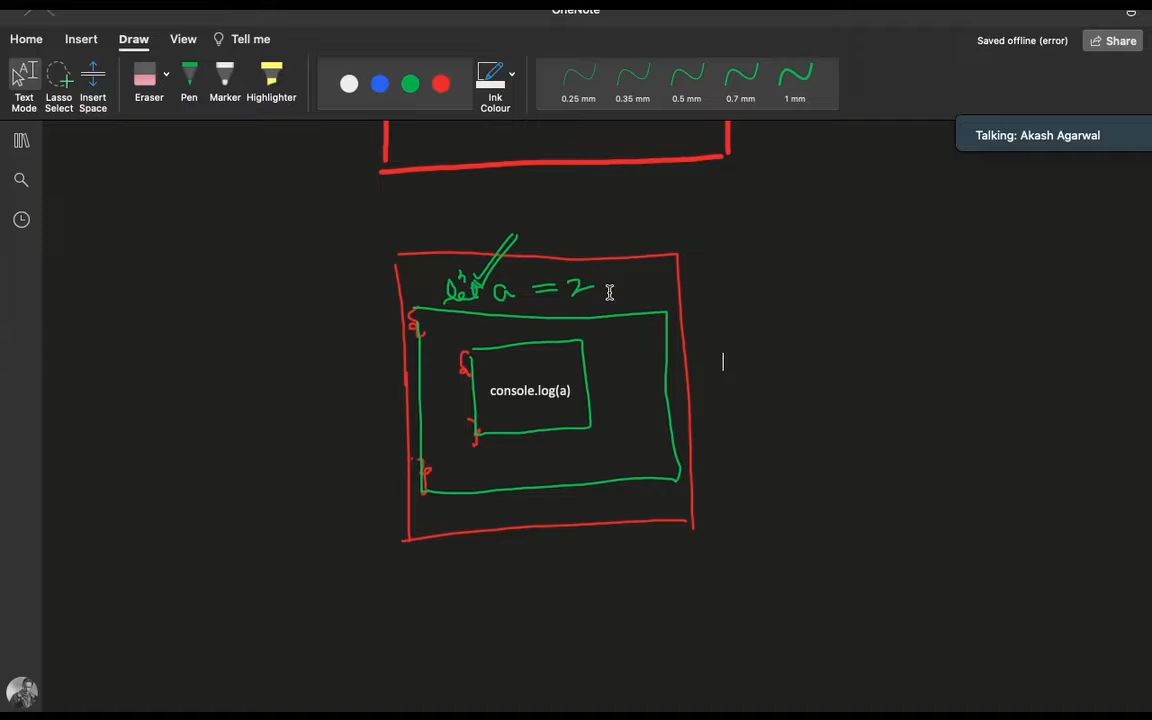 OneNote
Home Insert Draw View Tell me
Saved offline (error) Share
Text Mode
Lasso Select
Insert Space
Eraser
Pen
Marker
Highlighter
Ink Colour
0.25 mm 0.35 mm 0.5 mm 0.7 mm 1 mm
Talking: Akash Agarwal
let a = 2
{
{
console.log(a)
}
}